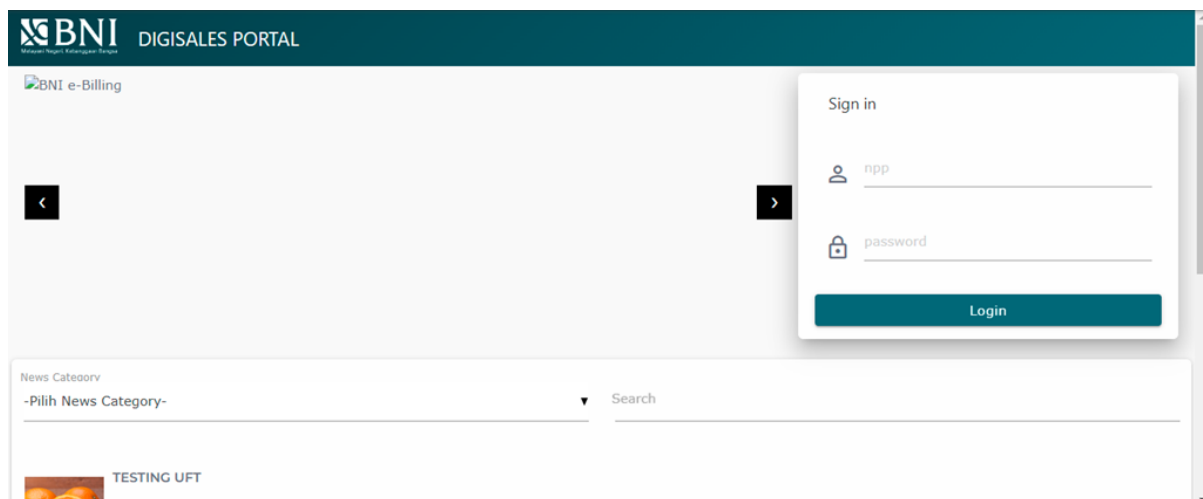 BNI
Melayani Negeri, Kebanggaan Bangsa
DIGISALES PORTAL
BNI e-Billing
Sign in
npp
password
Login
News Category
-Pilih News Category-
Search
TESTING UFT